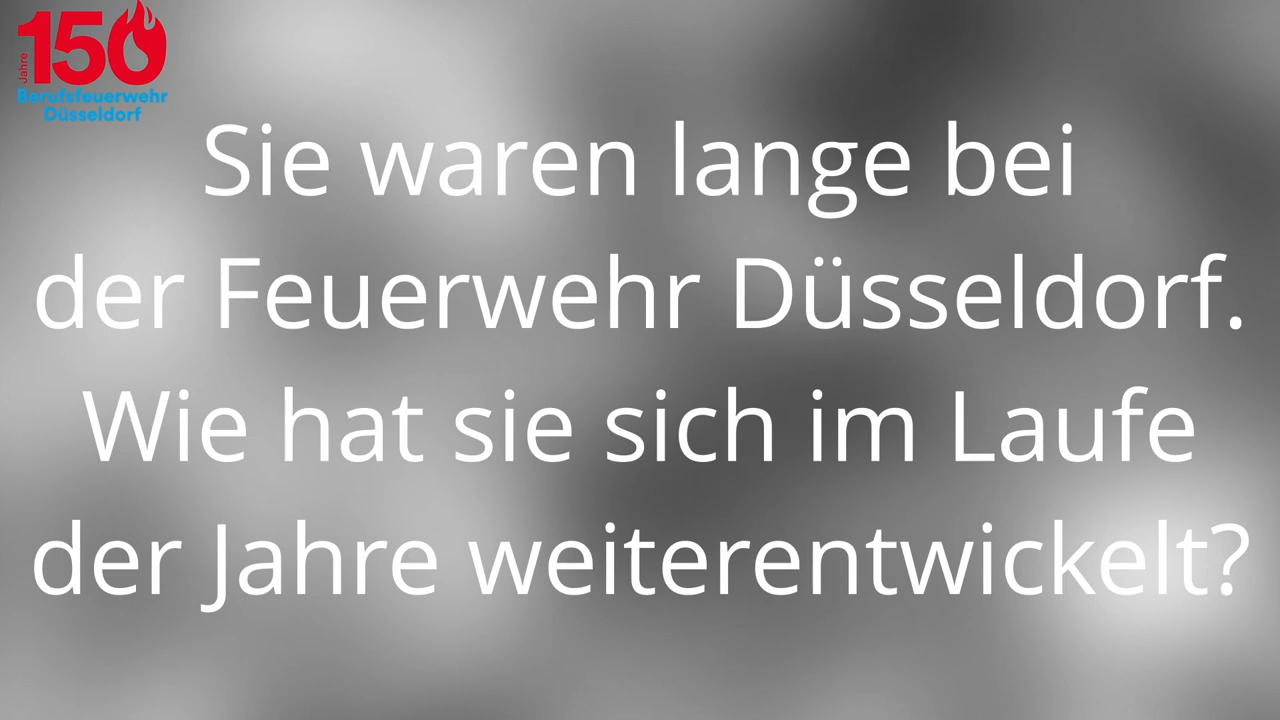 Jahre
150
Berufsfeuerwehr
Düsseldorf
Sie waren lange bei
der Feuerwehr Düsseldorf.
Wie hat sie sich im Laufe
der Jahre weiterentwickelt?